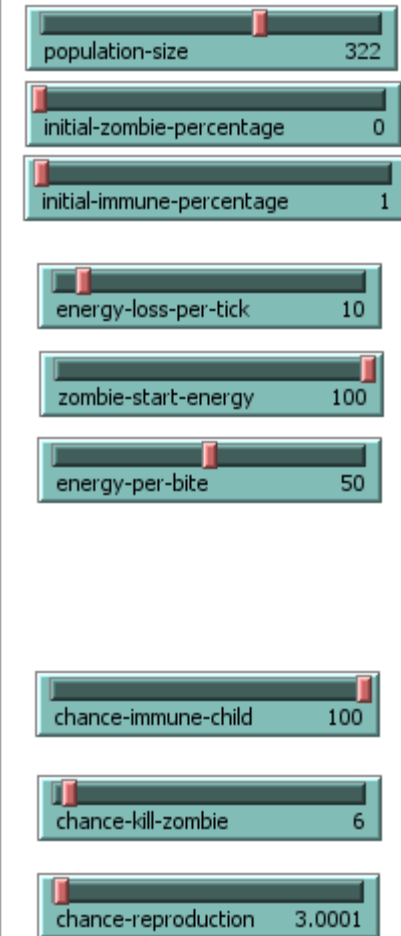 population-size 322
initial-zombie-percentage 0
initial-immune-percentage 1
energy-loss-per-tick 10
zombie-start-energy 100
energy-per-bite 50
chance-immune-child 100
chance-kill-zombie 6
chance-reproduction 3.0001